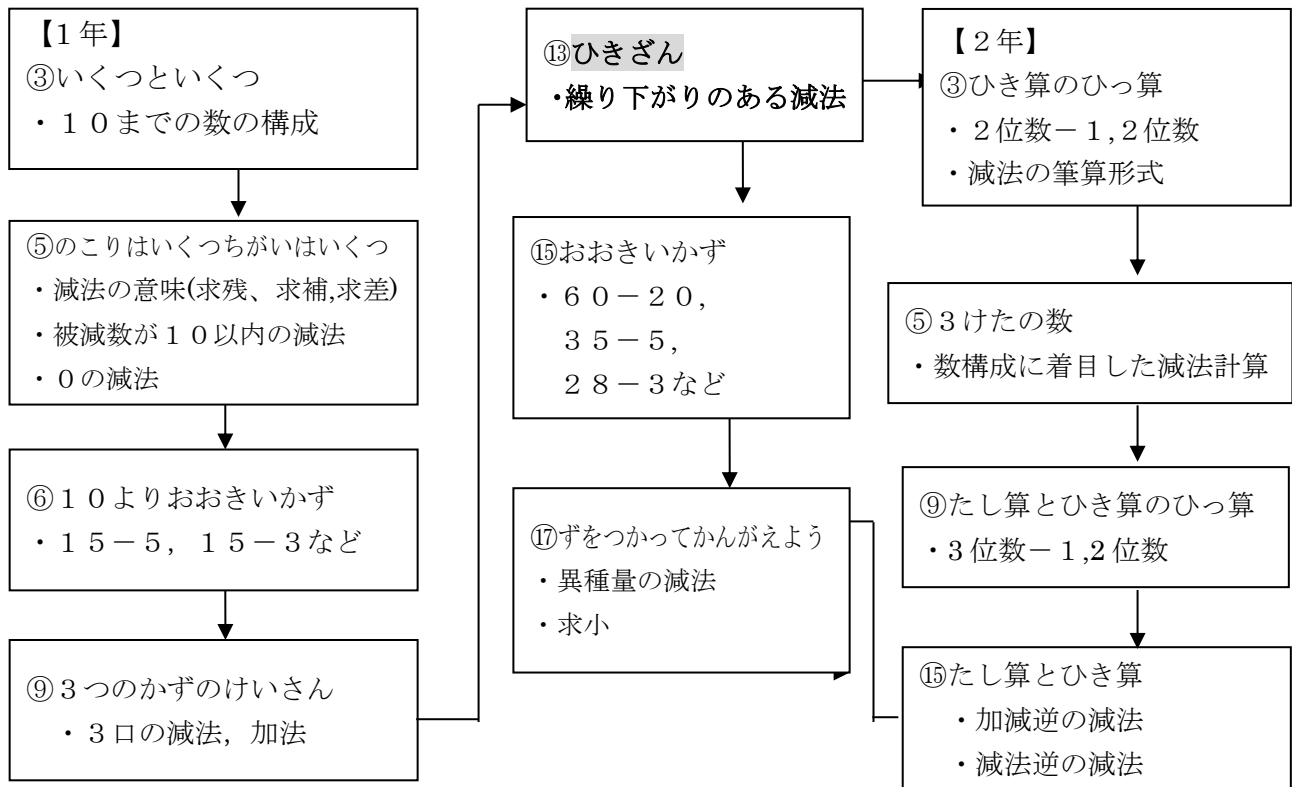 【1年】
③いくつといくつ
・１０までの数の構成
⑤のこりはいくつちがいはいくつ
・減法の意味(求残、求補,求差)
・被減数が１０以内の減法
・０の減法
⑥１０よりおおきいかず
・１５－５，１５－３など
⑨３つのかずのけいさん
・３口の減法，加法
⑬ひきざん
・繰り下がりのある減法
⑮おおきいかず
・６０－２０，
３５－５，
２８－３など
⑰ずをつかってかんがえよう
・異種量の減法
・求小
【２年】
③ひき算のひっ算
・２位数－１,２位数
・減法の筆算形式
⑤３けたの数
・数構成に着目した減法計算
⑨たし算とひき算のひっ算
・3位数－１,2位数
⑮たし算とひき算
・加減逆の減法
・減法逆の減法